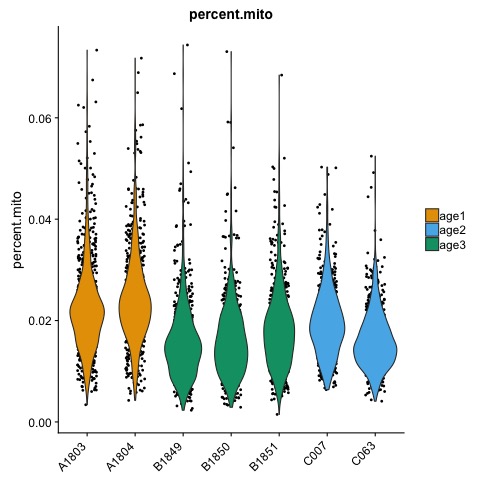 percent.mito
percent.mito
0.06
0.04
0.02
0.00
A1803
A1804
B1849
B1850
B1851
C007
C063
age1
age2
age3